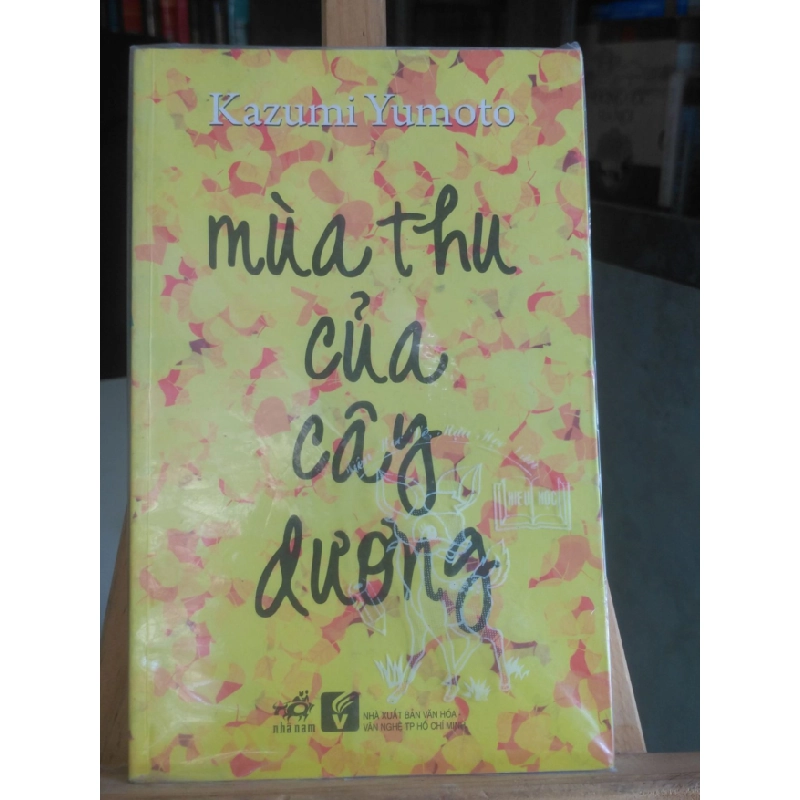 Kazumi Yumoto
mùa thu
của
cây
dương
nhã nam
NHÀ XUẤT BẢN VĂN HÓA -
VĂN NGHỆ TP HỒ CHÍ MINH